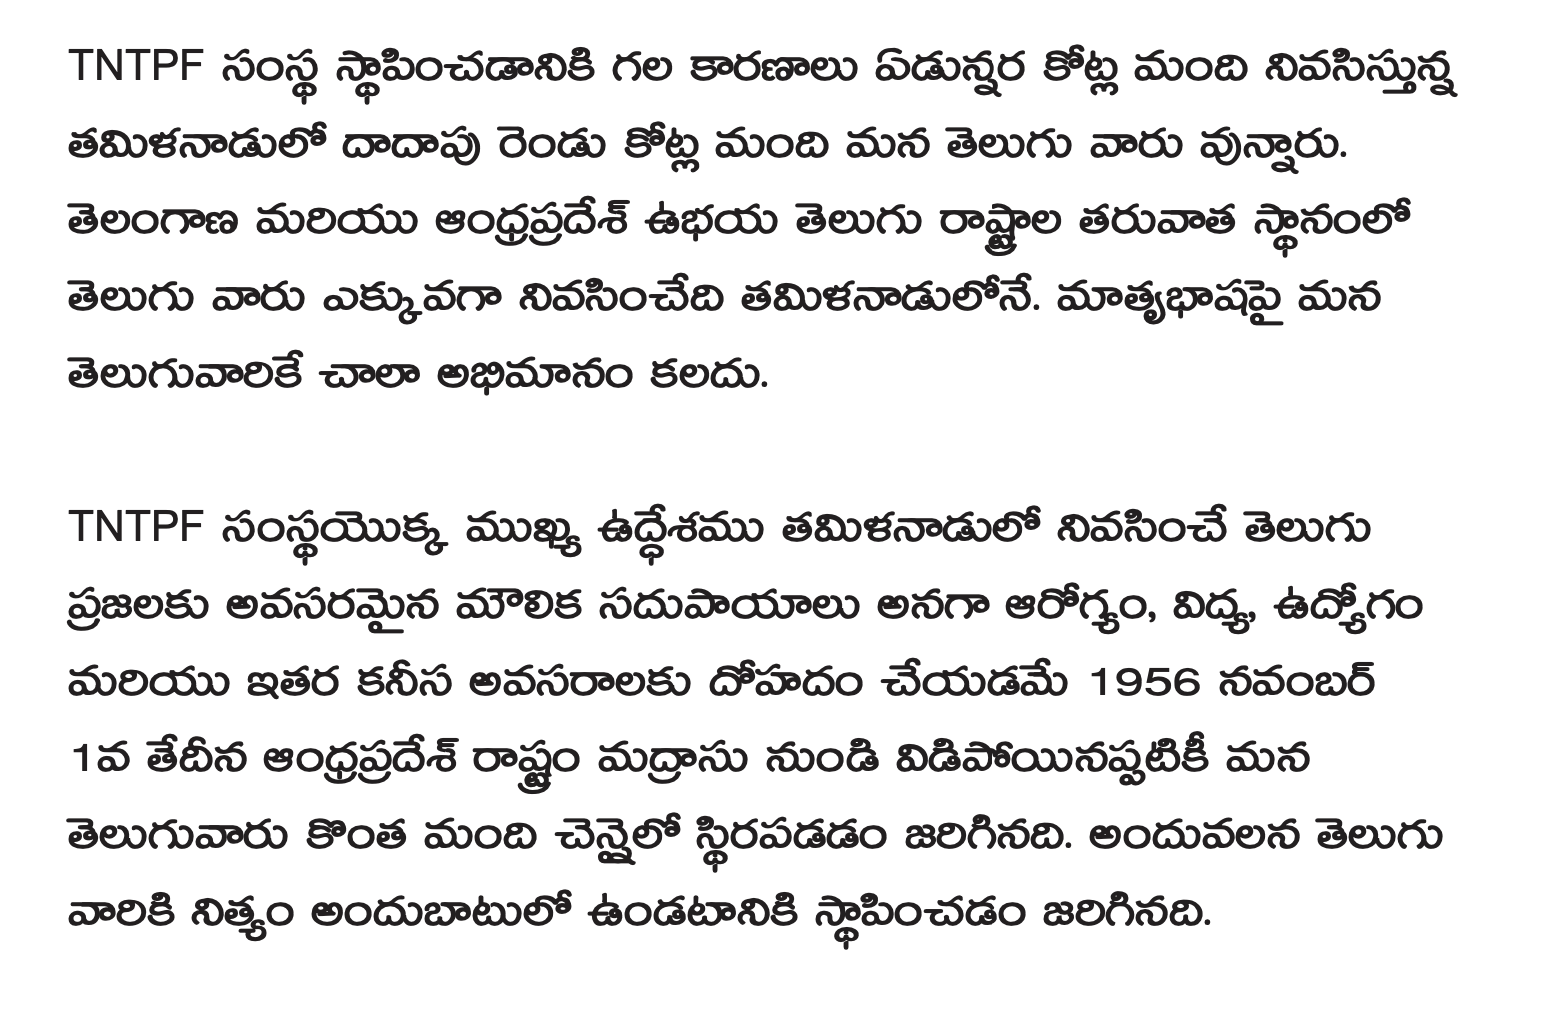 TNTPF సంస్థ స్థాపించడానికి గల కారణాలు ఏడున్నర కోట్ల మంది నివసిస్తున్న
తమిళనాడులో దాదాపు రెండు కోట్ల మంది మన తెలుగు వారు వున్నారు.
తెలంగాణ మరియు ఆంధ్రప్రదేశ్ ఉభయ తెలుగు రాష్ట్రాల తరువాత స్థానంలో
తెలుగు వారు ఎక్కువగా నివసించేది తమిళనాడులోనే. మాతృభాషపై మన
తెలుగువారికే చాలా అభిమానం కలదు.
TNTPF సంస్థయొక్క ముఖ్య ఉద్ధేశము తమిళనాడులో నివసించే తెలుగు
ప్రజలకు అవసరమైన మౌలిక సదుపాయాలు అనగా ఆరోగ్యం, విద్య, ఉద్యోగం
మరియు ఇతర కనీస అవసరాలకు దోహదం చేయడమే 1956 నవంబర్
1వ తేదీన ఆంధ్రప్రదేశ్ రాష్ట్రం మద్రాసు నుండి విడిపోయినప్పటికీ మన
తెలుగువారు కొంత మంది చెన్నైలో స్థిరపడడం జరిగినది. అందువలన తెలుగు
వారికి నిత్యం అందుబాటులో ఉండటానికి స్థాపించడం జరిగినది.